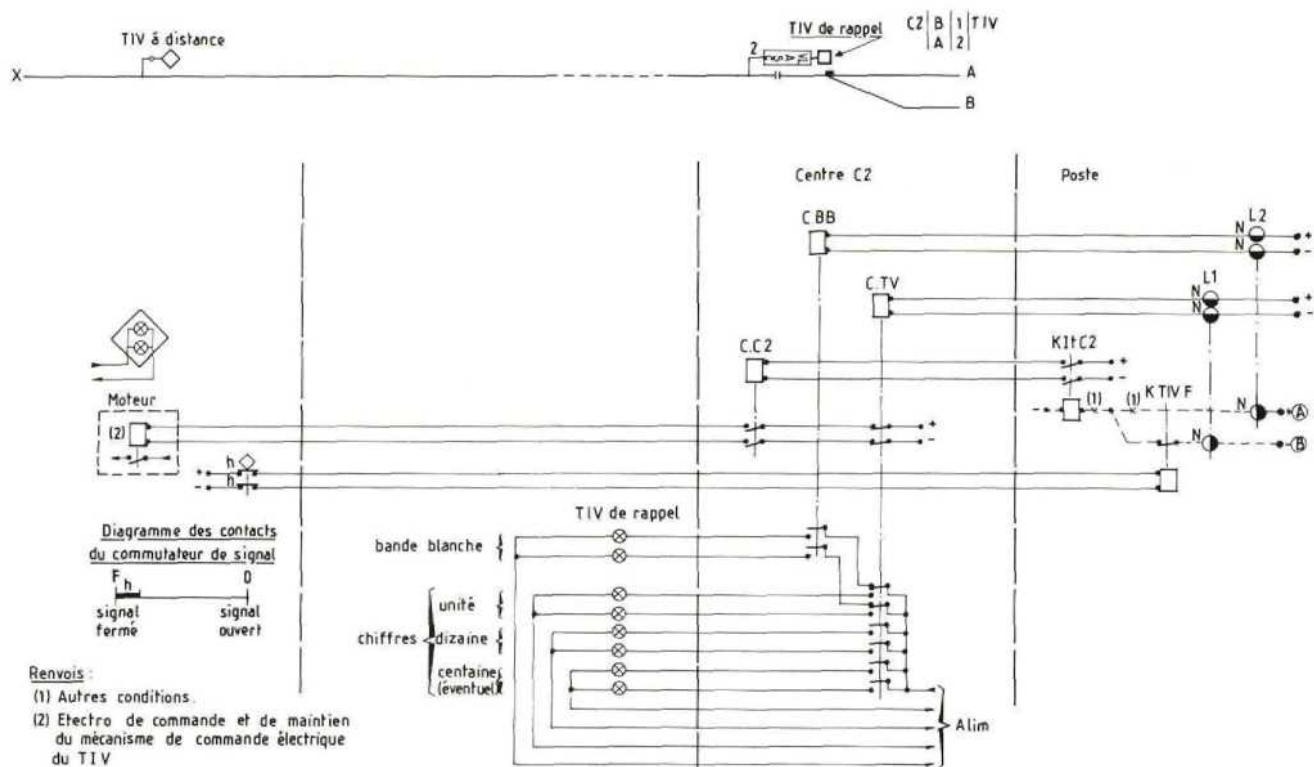 TIV á distance
X
2
TIV de rappel
C2 B 1 TIV
A 2
A
B
Centre C2
Poste
C.BB
L2
N
N
+
-
C.TV
L1
N
N
+
-
C.C2
KItC2
+
-
Moteur
(2)
(1)
(1)
K TIV F
N
A
N
B
+
-
+
-
h
h
Diagramme des contacts
du commutateur de signal
F
h
O
signal
fermé
signal
ouvert
TIV de rappel
bande blanche
unité
chiffres
dizaine
centaine
(éventuel)
Alim
Renvois :
(1) Autres conditions.
(2) Electro de commande et de maintien
du mécanisme de commande électrique
du TIV